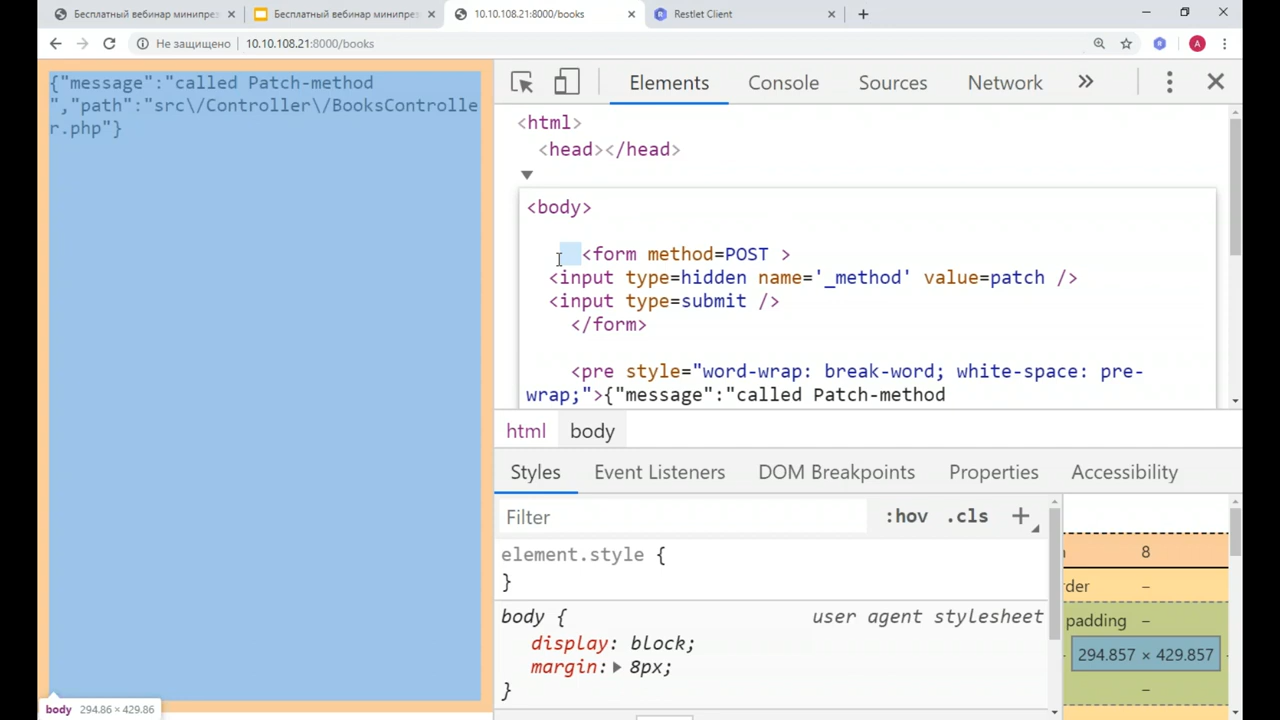 Бесплатный вебинар минипрез
Бесплатный вебинар минипрез
10.10.108.21:8000/books
Restlet Client
Не защищено
10.10.108.21:8000/books
A
{"message":"called Patch-method
","path":"src\/Controller\/BooksControlle
r.php"}
Elements
Console
Sources
Network
<html>
<head></head>
<body>
<form method=POST >
<input type=hidden name='_method' value=patch />
<input type=submit />
</form>
<pre style="word-wrap: break-word; white-space: pre-
wrap;">{"message":"called Patch-method
html
body
Styles
Event Listeners
DOM Breakpoints
Properties
Accessibility
Filter
:hov
.cls
element.style {
}
body {
user agent stylesheet
display: block;
margin: 8px;
}
8
rder –
padding –
294.857 × 429.857
–
body 294.86 × 429.86